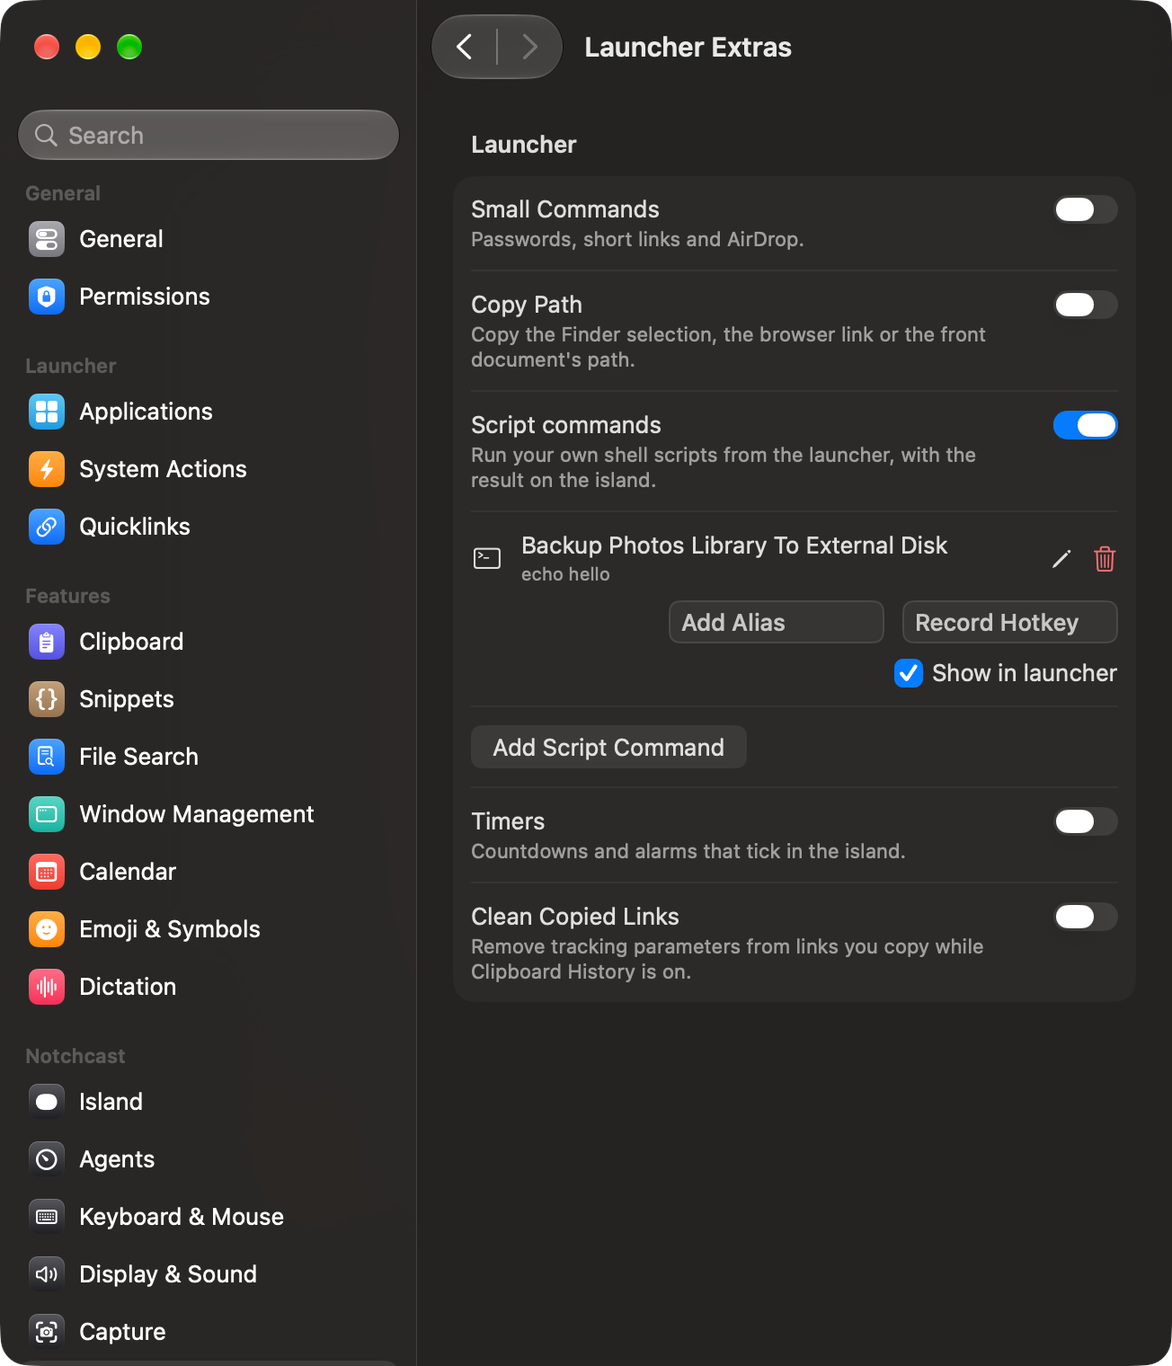 Launcher Extras
Search
General
General
Permissions
Launcher
Applications
System Actions
Quicklinks
Features
Clipboard
Snippets
File Search
Window Management
Calendar
Emoji & Symbols
Dictation
Notchcast
Island
Agents
Keyboard & Mouse
Display & Sound
Capture
Launcher
Small Commands
Passwords, short links and AirDrop.
Copy Path
Copy the Finder selection, the browser link or the front
document's path.
Script commands
Run your own shell scripts from the launcher, with the
result on the island.
Backup Photos Library To External Disk
echo hello
Add Alias
Record Hotkey
Show in launcher
Add Script Command
Timers
Countdowns and alarms that tick in the island.
Clean Copied Links
Remove tracking parameters from links you copy while
Clipboard History is on.